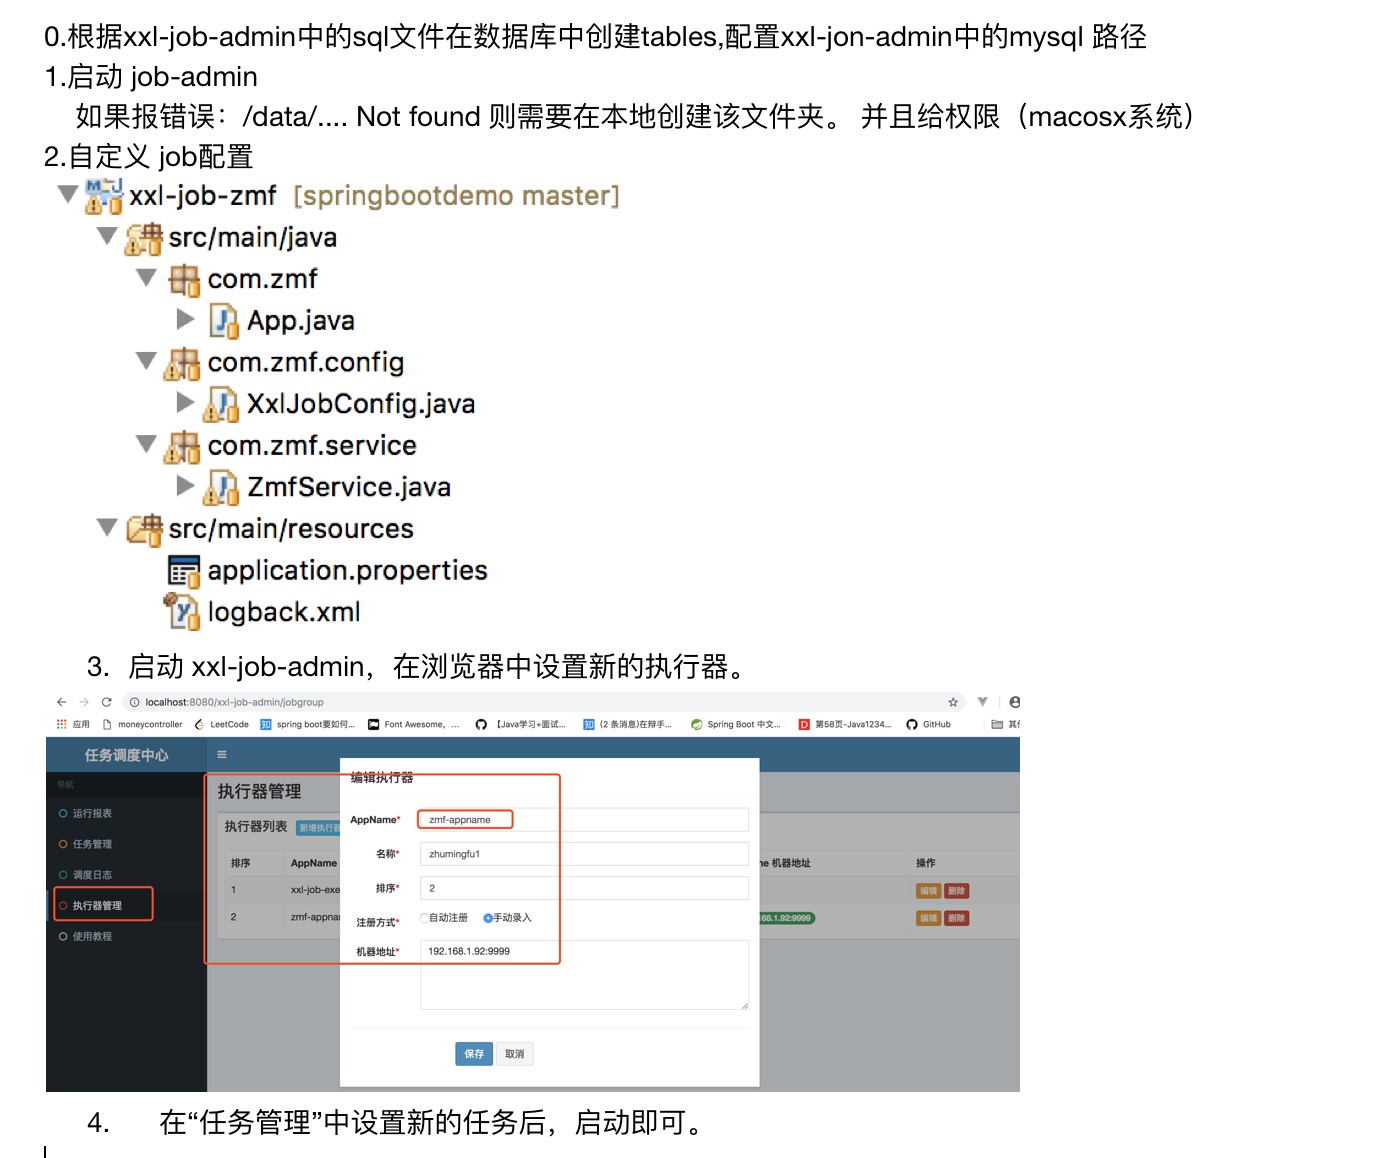 0.根据xxl-job-admin中的sql文件在数据库中创建tables,配置xxl-jon-admin中的mysql 路径
1.启动 job-admin
如果报错误：/data/.... Not found 则需要在本地创建该文件夹。 并且给权限（macosx系统）
2.自定义 job配置
xxl-job-zmf [springbootdemo master]
src/main/java
com.zmf
App.java
com.zmf.config
XxlJobConfig.java
com.zmf.service
ZmfService.java
src/main/resources
application.properties
logback.xml
3. 启动 xxl-job-admin，在浏览器中设置新的执行器。
localhost:8080/xxl-job-admin/jobgroup
应用 moneycontroller LeetCode 知 spring boot要如何... Font Awesome, ... 【Java学习+面试... 知 (2 条消息)在辩手... Spring Boot 中文... D 第58页-Java1234... GitHub
任务调度中心
导航
运行报表
任务管理
调度日志
执行器管理
使用教程
执行器管理
执行器列表 新增执行器
排序 AppName 机器地址 操作
1 xxl-job-exe 编辑 删除
2 zmf-appna 68.1.92:9999 编辑 删除
编辑执行器
AppName* zmf-appname
名称* zhumingfu1
排序* 2
注册方式* 自动注册 手动录入
机器地址* 192.168.1.92:9999
保存 取消
4. 在“任务管理”中设置新的任务后，启动即可。